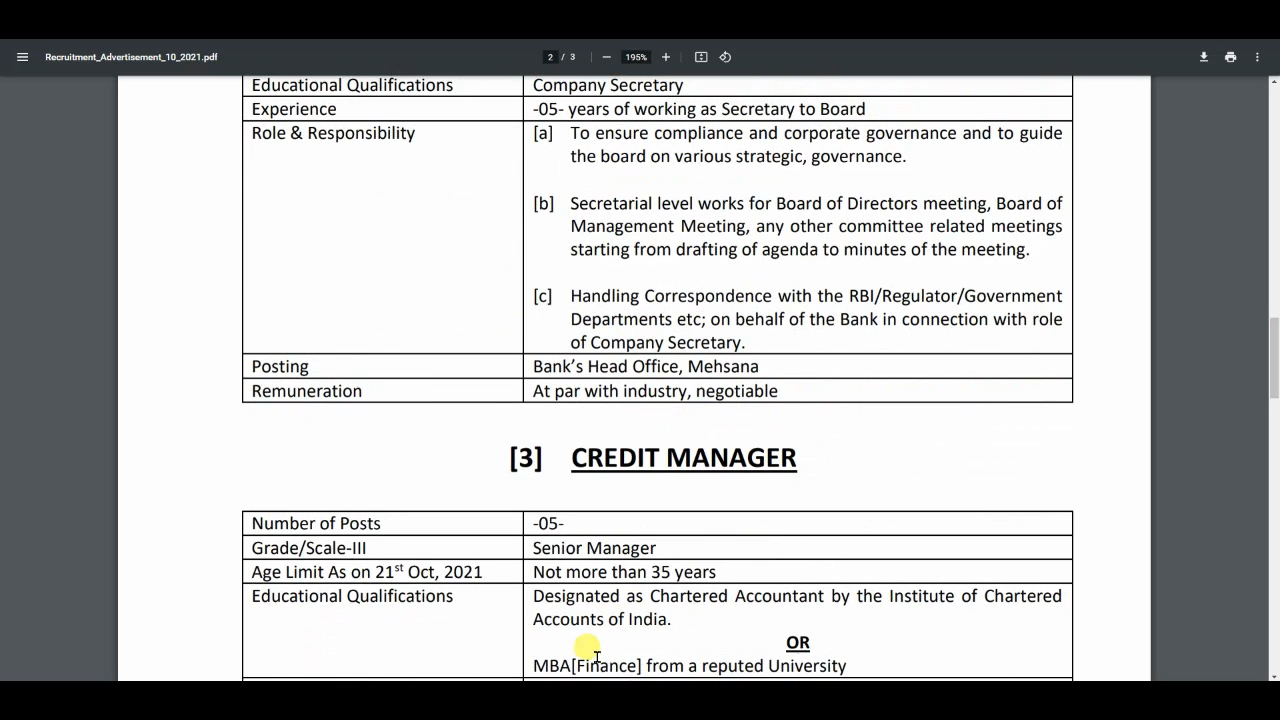 Recruitment_Advertisement_10_2021.pdf
2 / 3
195%
Educational Qualifications Company Secretary
Experience -05- years of working as Secretary to Board
Role & Responsibility [a] To ensure compliance and corporate governance and to guide
the board on various strategic, governance.
[b] Secretarial level works for Board of Directors meeting, Board of
Management Meeting, any other committee related meetings
starting from drafting of agenda to minutes of the meeting.
[c] Handling Correspondence with the RBI/Regulator/Government
Departments etc; on behalf of the Bank in connection with role
of Company Secretary.
Posting Bank’s Head Office, Mehsana
Remuneration At par with industry, negotiable
[3] CREDIT MANAGER
Number of Posts -05-
Grade/Scale-III Senior Manager
Age Limit As on 21st Oct, 2021 Not more than 35 years
Educational Qualifications Designated as Chartered Accountant by the Institute of Chartered
Accounts of India.
OR
MBA[Finance] from a reputed University